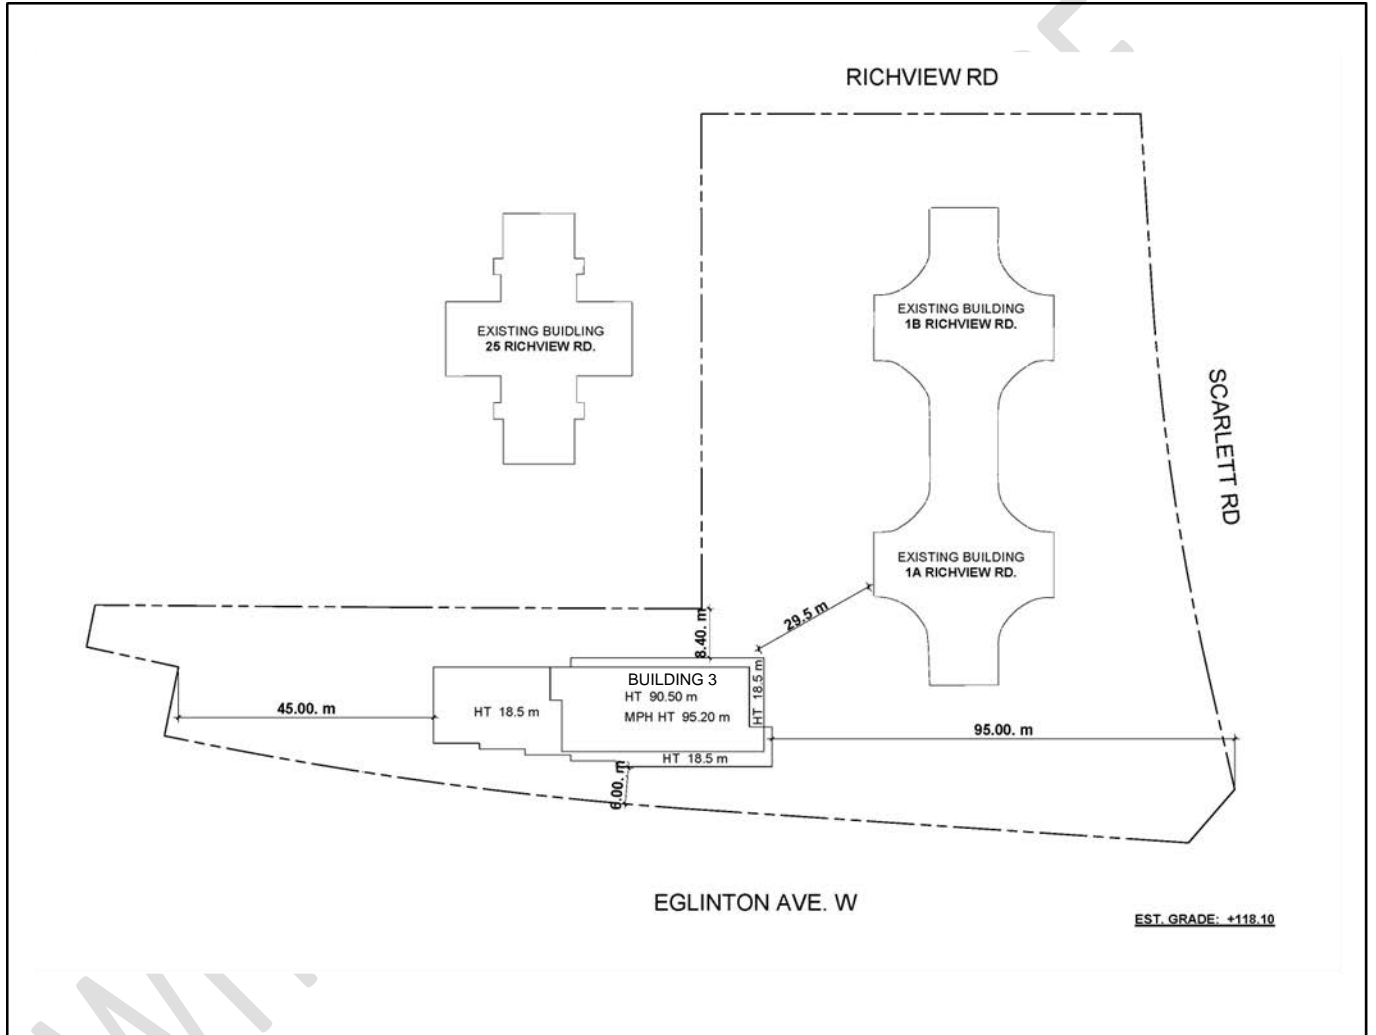 RICHVIEW RD
EXISTING BUIDLING
25 RICHVIEW RD.
EXISTING BUILDING
1B RICHVIEW RD.
SCARLETT RD
EXISTING BUILDING
1A RICHVIEW RD.
29.5 m
8.40. m
BUILDING 3
HT 90.50 m
MPH HT 95.20 m
HT 18.5 m
HT 18.5 m
45.00. m
95.00. m
HT 18.5 m
6.00. m
EGLINTON AVE. W
EST. GRADE: +118.10